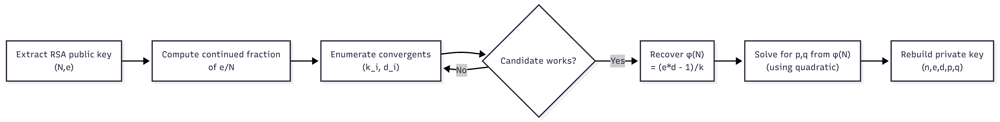 Extract RSA public key
(N,e)
Compute continued fraction
of e/N
Enumerate convergents
(k_i, d_i)
No
Candidate works?
Yes
Recover φ(N)
= (e*d - 1)/k
Solve for p,q from φ(N)
(using quadratic)
Rebuild private key
(n,e,d,p,q)